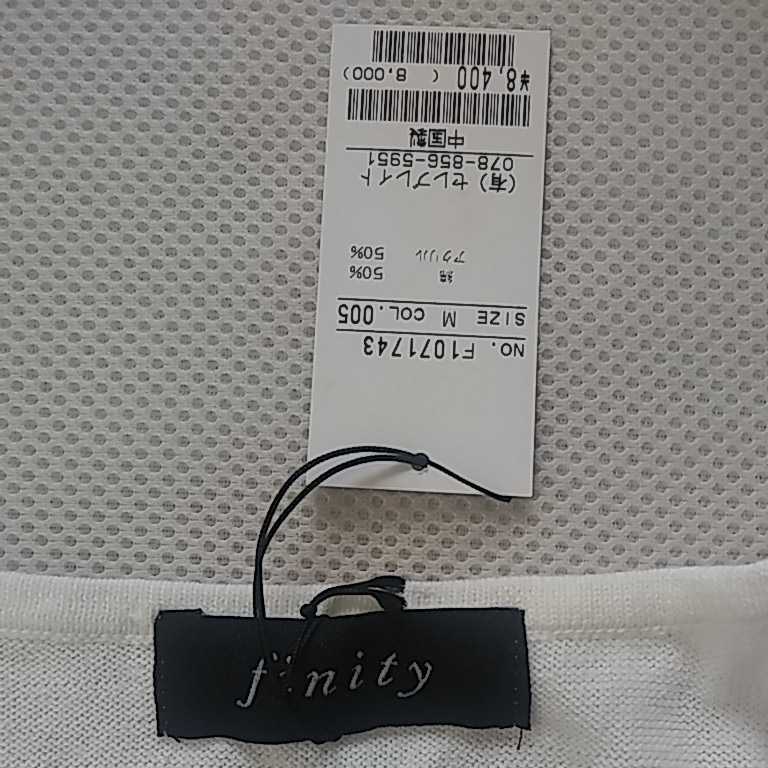 NO. F1071743
SIZE M COL.005
綿 50%
アクリル 50%
(有) セレブレイト
078-856-5951
中国製
¥8,400 ( 8,000)
finity